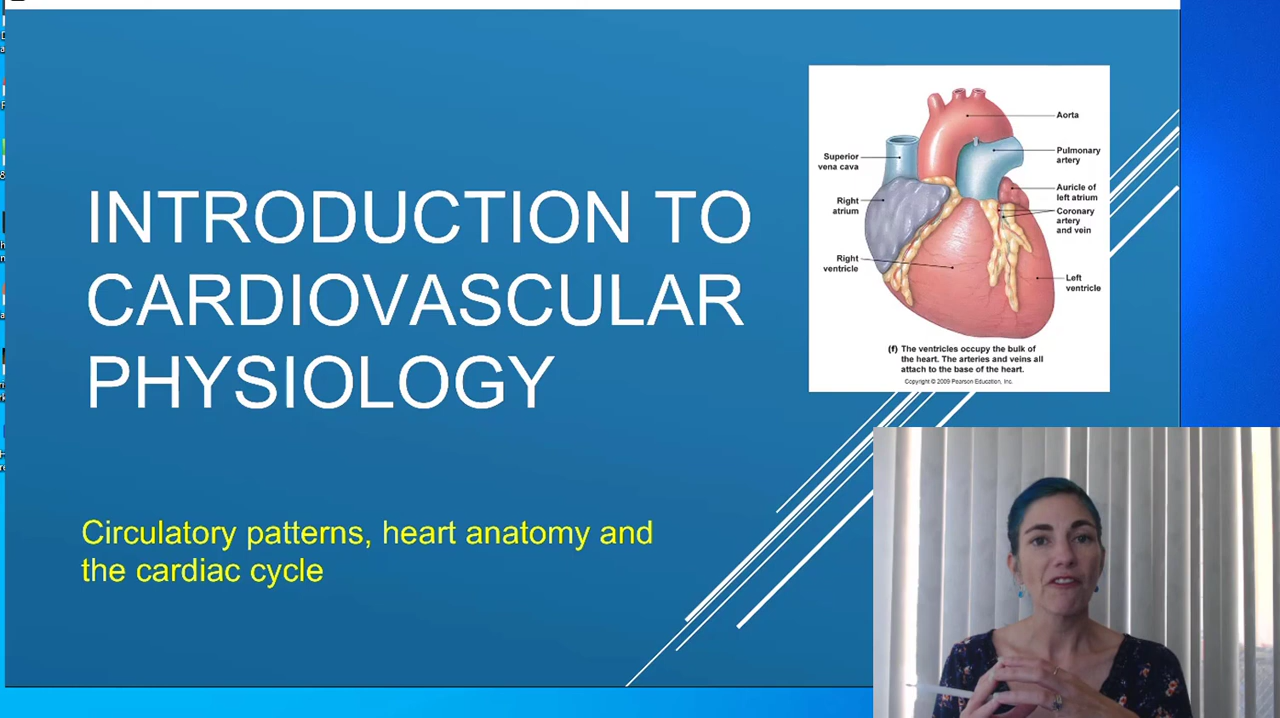 INTRODUCTION TO
CARDIOVASCULAR
PHYSIOLOGY
Circulatory patterns, heart anatomy and
the cardiac cycle
Superior
vena cava
Right
atrium
Right
ventricle
Aorta
Pulmonary
artery
Auricle of
left atrium
Coronary
artery
and vein
Left
ventricle
(f) The ventricles occupy the bulk of
the heart. The arteries and veins all
attach to the base of the heart.
Copyright © 2009 Pearson Education, Inc.